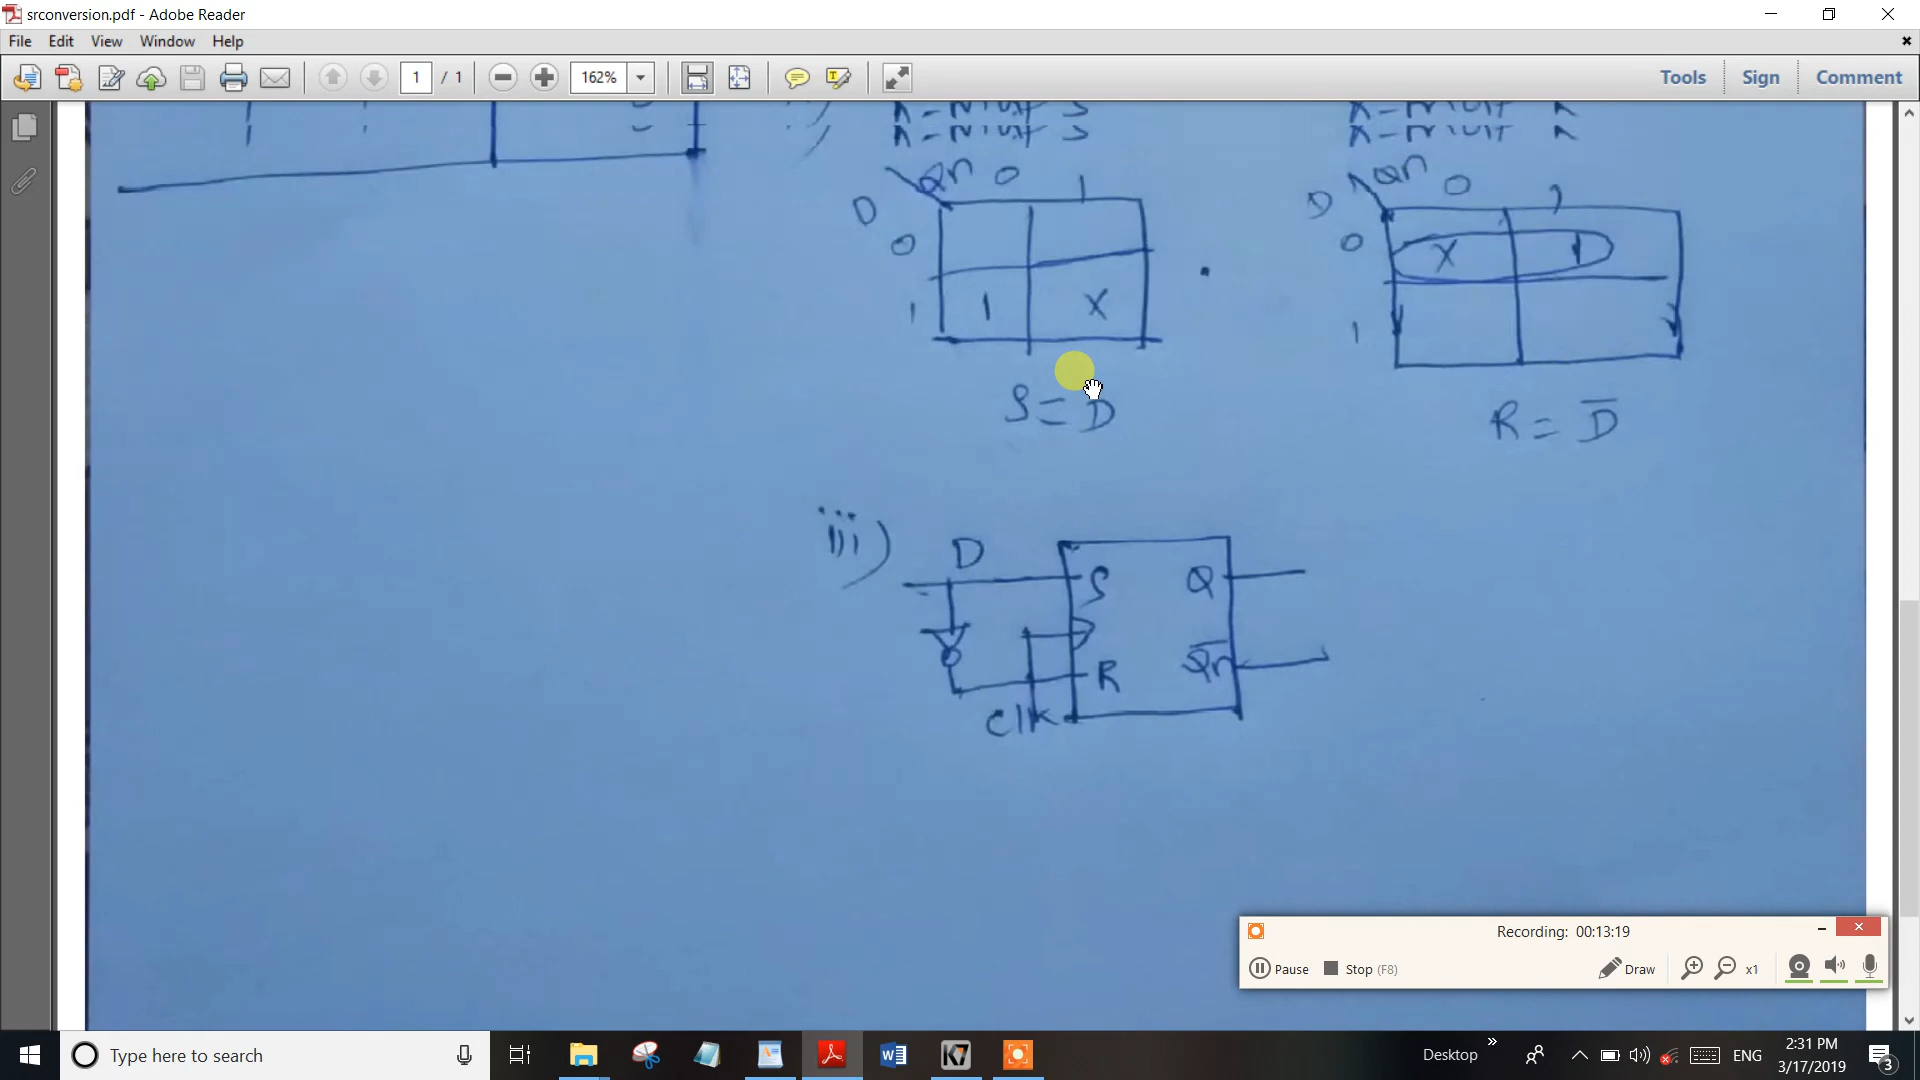 srconversion.pdf - Adobe Reader
File Edit View Window Help
1 / 1 162% Tools Sign Comment
Qn 0 1
D
0
1 1 X
S = D
Qn 0 1
D
0 X 1
1
R = D̅
iii)
D
S Q
R Q̅n
Clk
Recording: 00:13:19
Pause Stop (F8) Draw x1
Type here to search
Desktop
ENG
2:31 PM
3/17/2019
3